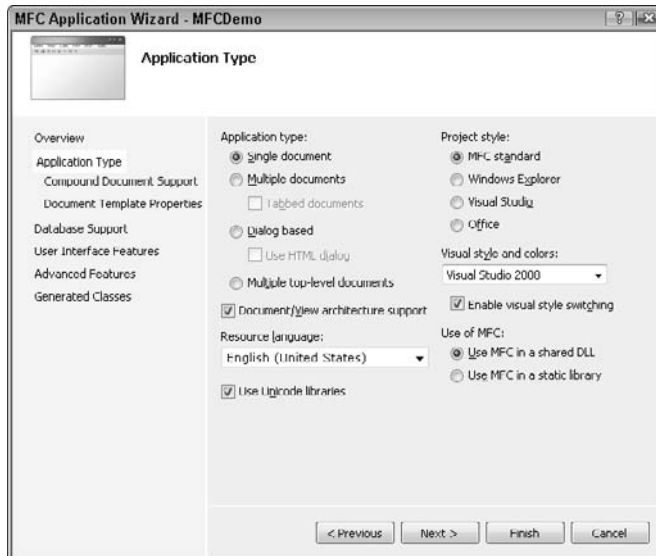 MFC Application Wizard - MFCDemo
Application Type
Overview
Application Type
Compound Document Support
Document Template Properties
Database Support
User Interface Features
Advanced Features
Generated Classes
Application type:
Single document
Multiple documents
Tabbed documents
Dialog based
Use HTML dialog
Multiple top-level documents
Document/View architecture support
Resource language:
English (United States)
Use Unicode libraries
Project style:
MFC standard
Windows Explorer
Visual Studio
Office
Visual style and colors:
Visual Studio 2000
Enable visual style switching
Use of MFC:
Use MFC in a shared DLL
Use MFC in a static library
< Previous
Next >
Finish
Cancel